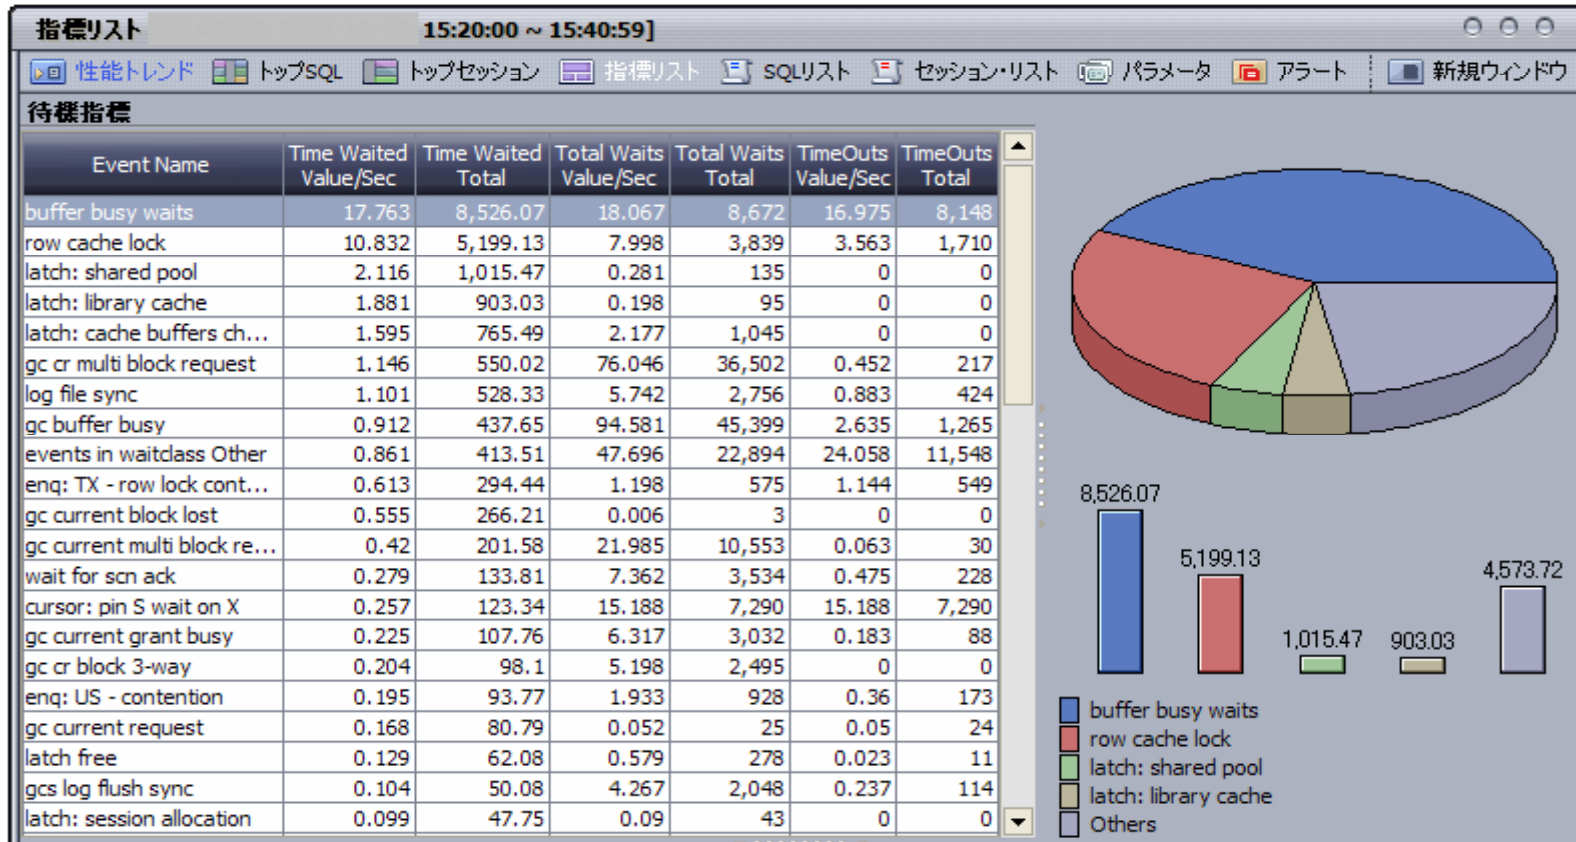 指標リスト 15:20:00 ~ 15:40:59]
性能トレンド トップSQL トップセッション 指標リスト SQLリスト セッション・リスト パラメータ アラート 新規ウィンドウ
待機指標
Event Name Time Waited Value/Sec Time Waited Total Total Waits Value/Sec Total Waits Total TimeOuts Value/Sec TimeOuts Total
buffer busy waits 17.763 8,526.07 18.067 8,672 16.975 8,148
row cache lock 10.832 5,199.13 7.998 3,839 3.563 1,710
latch: shared pool 2.116 1,015.47 0.281 135 0 0
latch: library cache 1.881 903.03 0.198 95 0 0
latch: cache buffers ch... 1.595 765.49 2.177 1,045 0 0
gc cr multi block request 1.146 550.02 76.046 36,502 0.452 217
log file sync 1.101 528.33 5.742 2,756 0.883 424
gc buffer busy 0.912 437.65 94.581 45,399 2.635 1,265
events in waitclass Other 0.861 413.51 47.696 22,894 24.058 11,548
enq: TX - row lock cont... 0.613 294.44 1.198 575 1.144 549
gc current block lost 0.555 266.21 0.006 3 0 0
gc current multi block re... 0.42 201.58 21.985 10,553 0.063 30
wait for scn ack 0.279 133.81 7.362 3,534 0.475 228
cursor: pin S wait on X 0.257 123.34 15.188 7,290 15.188 7,290
gc current grant busy 0.225 107.76 6.317 3,032 0.183 88
gc cr block 3-way 0.204 98.1 5.198 2,495 0 0
enq: US - contention 0.195 93.77 1.933 928 0.36 173
gc current request 0.168 80.79 0.052 25 0.05 24
latch free 0.129 62.08 0.579 278 0.023 11
gcs log flush sync 0.104 50.08 4.267 2,048 0.237 114
latch: session allocation 0.099 47.75 0.09 43 0 0
8,526.07
5,199.13
1,015.47
903.03
4,573.72
buffer busy waits
row cache lock
latch: shared pool
latch: library cache
Others